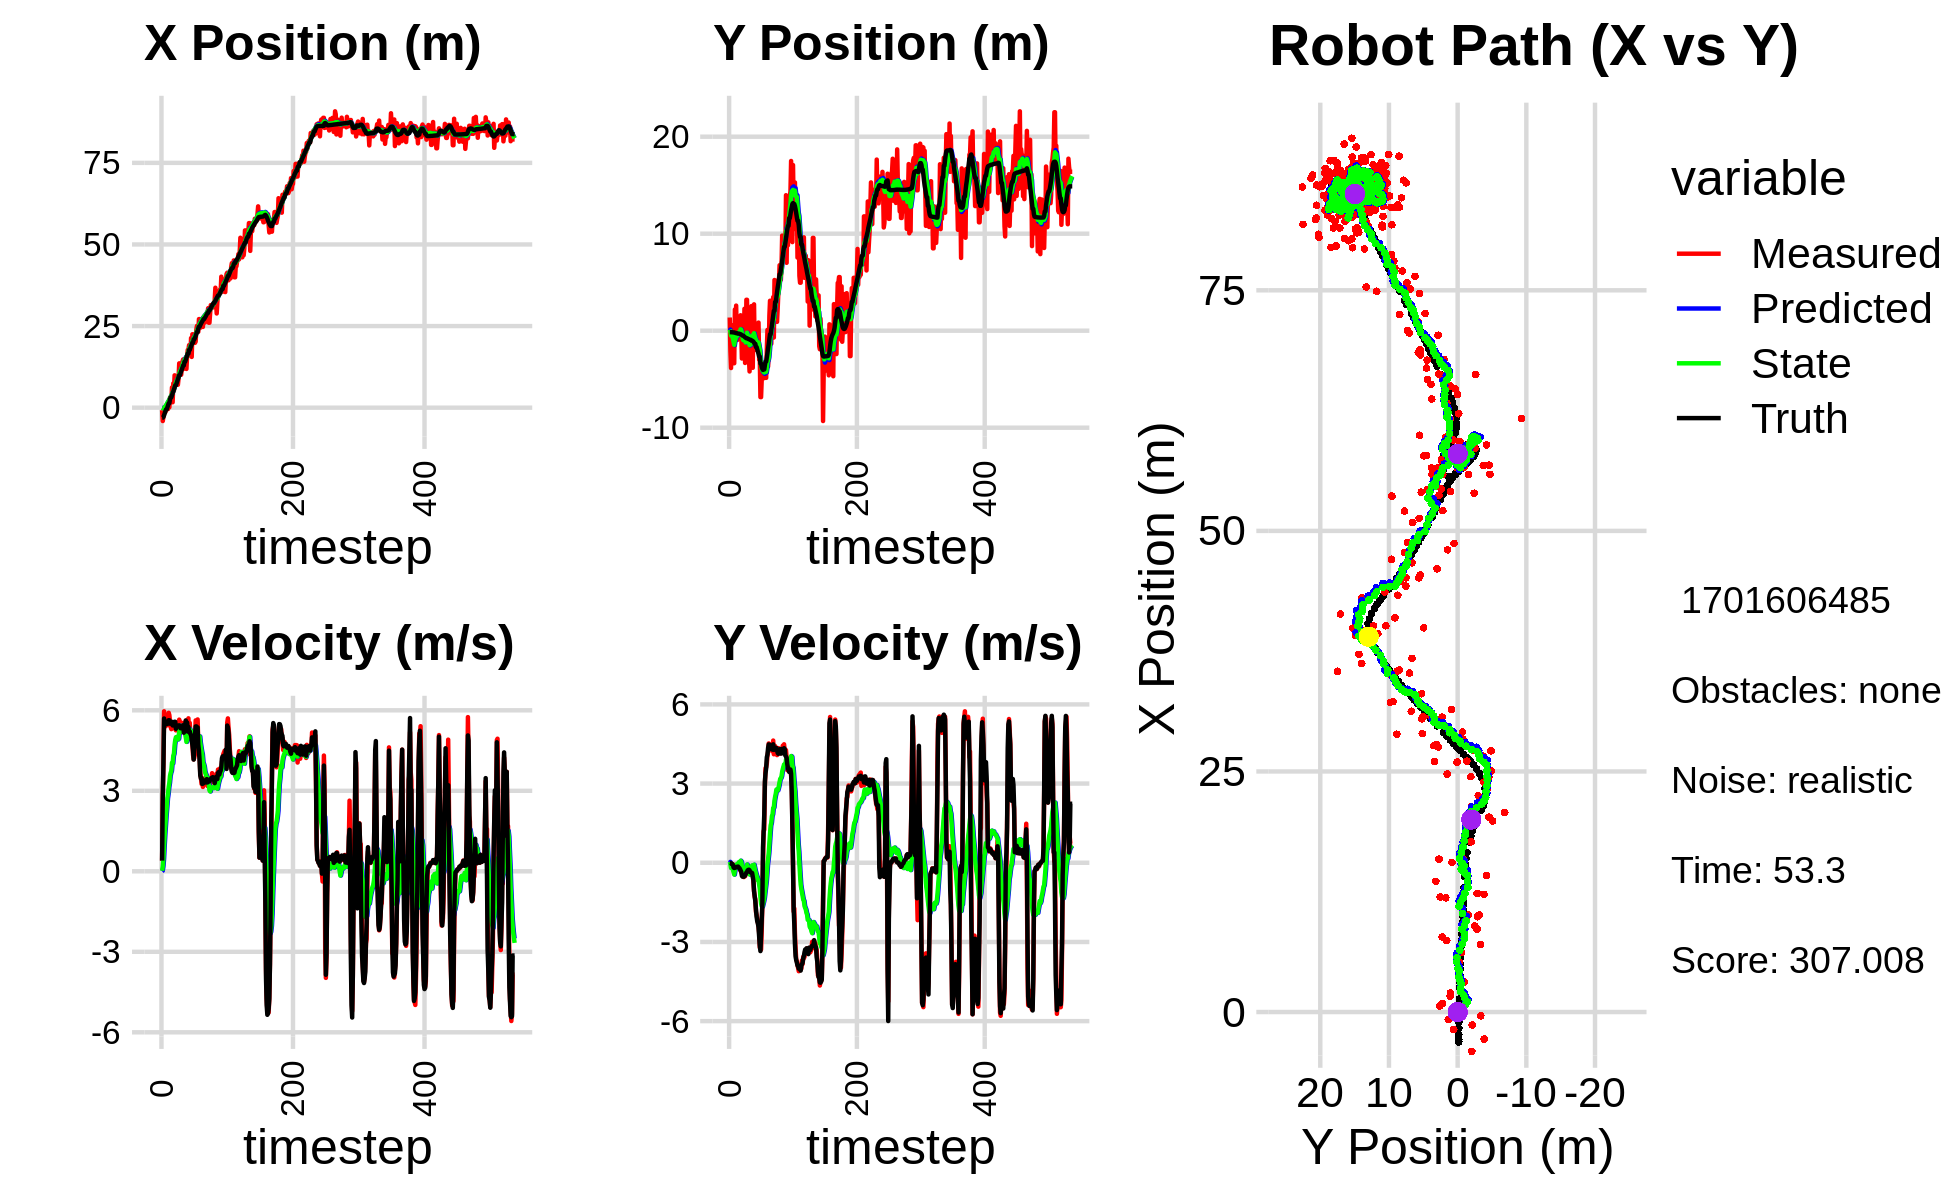 X Position (m)
75
50
25
0
0
200
400
timestep
Y Position (m)
20
10
0
-10
0
200
400
timestep
X Velocity (m/s)
6
3
0
-3
-6
0
200
400
timestep
Y Velocity (m/s)
6
3
0
-3
-6
0
200
400
timestep
Robot Path (X vs Y)
X Position (m)
75
50
25
0
20 10 0 -10 -20
Y Position (m)
variable
Measured
Predicted
State
Truth
1701606485
Obstacles: none
Noise: realistic
Time: 53.3
Score: 307.008